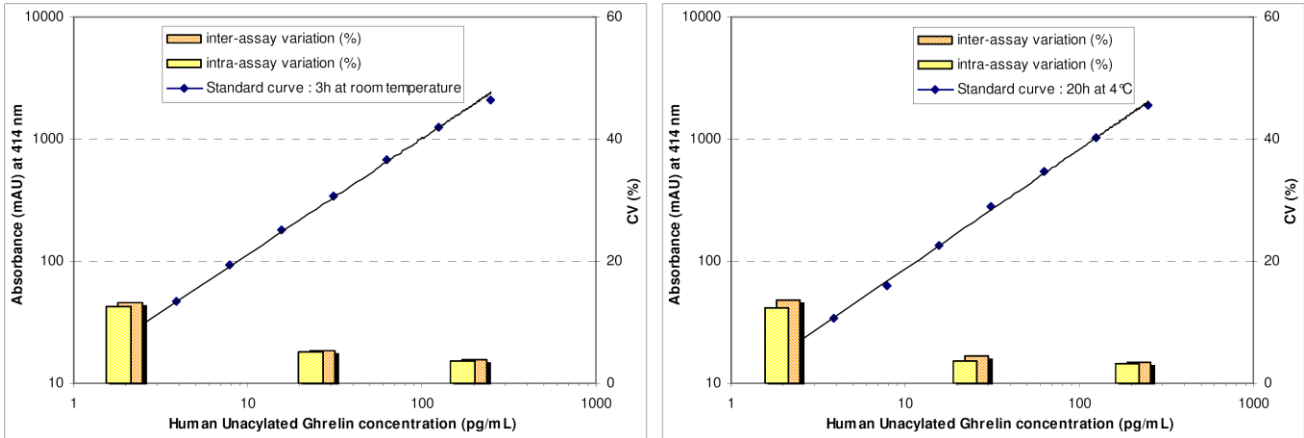 10000
1000
100
10
Absorbance (mAU) at 414 nm
inter-assay variation (%)
intra-assay variation (%)
Standard curve : 3h at room temperature
60
40
20
0
CV (%)
1
10
100
1000
Human Unacylated Ghrelin concentration (pg/mL)
10000
1000
100
10
Absorbance (mAU) at 414 nm
inter-assay variation (%)
intra-assay variation (%)
Standard curve : 20h at 4°C
60
40
20
0
CV (%)
1
10
100
1000
Human Unacylated Ghrelin concentration (pg/mL)